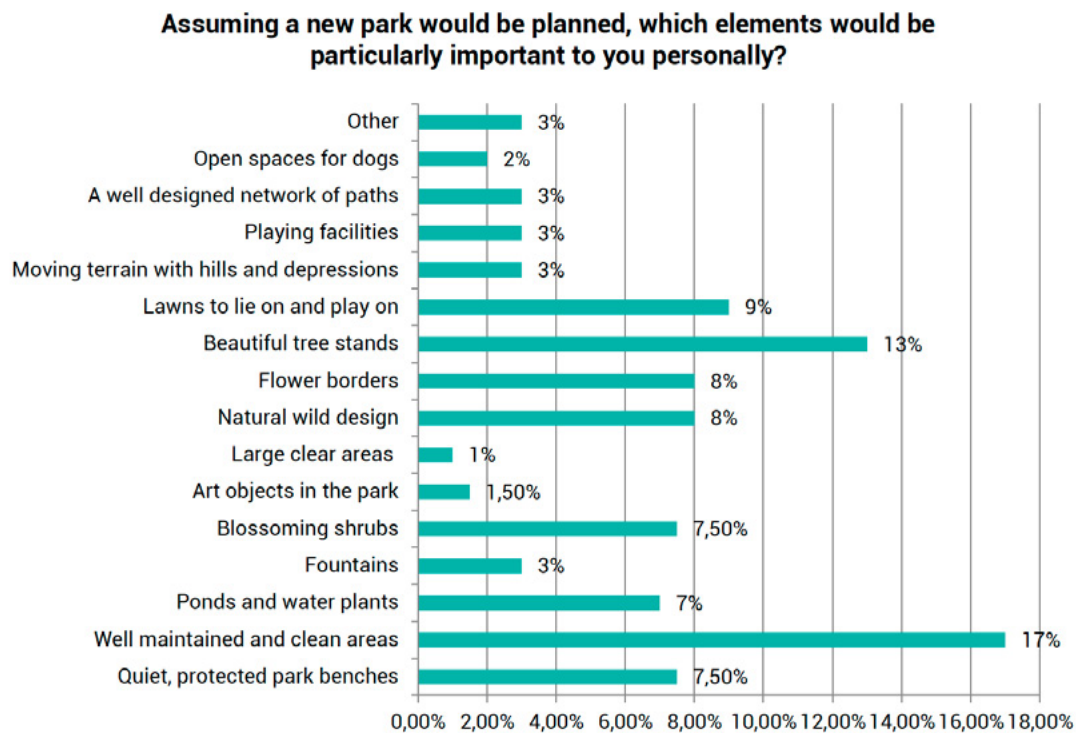 Assuming a new park would be planned, which elements would be
particularly important to you personally?
Other 3%
Open spaces for dogs 2%
A well designed network of paths 3%
Playing facilities 3%
Moving terrain with hills and depressions 3%
Lawns to lie on and play on 9%
Beautiful tree stands 13%
Flower borders 8%
Natural wild design 8%
Large clear areas 1%
Art objects in the park 1,50%
Blossoming shrubs 7,50%
Fountains 3%
Ponds and water plants 7%
Well maintained and clean areas 17%
Quiet, protected park benches 7,50%
0,00% 2,00% 4,00% 6,00% 8,00% 10,00% 12,00% 14,00% 16,00% 18,00%